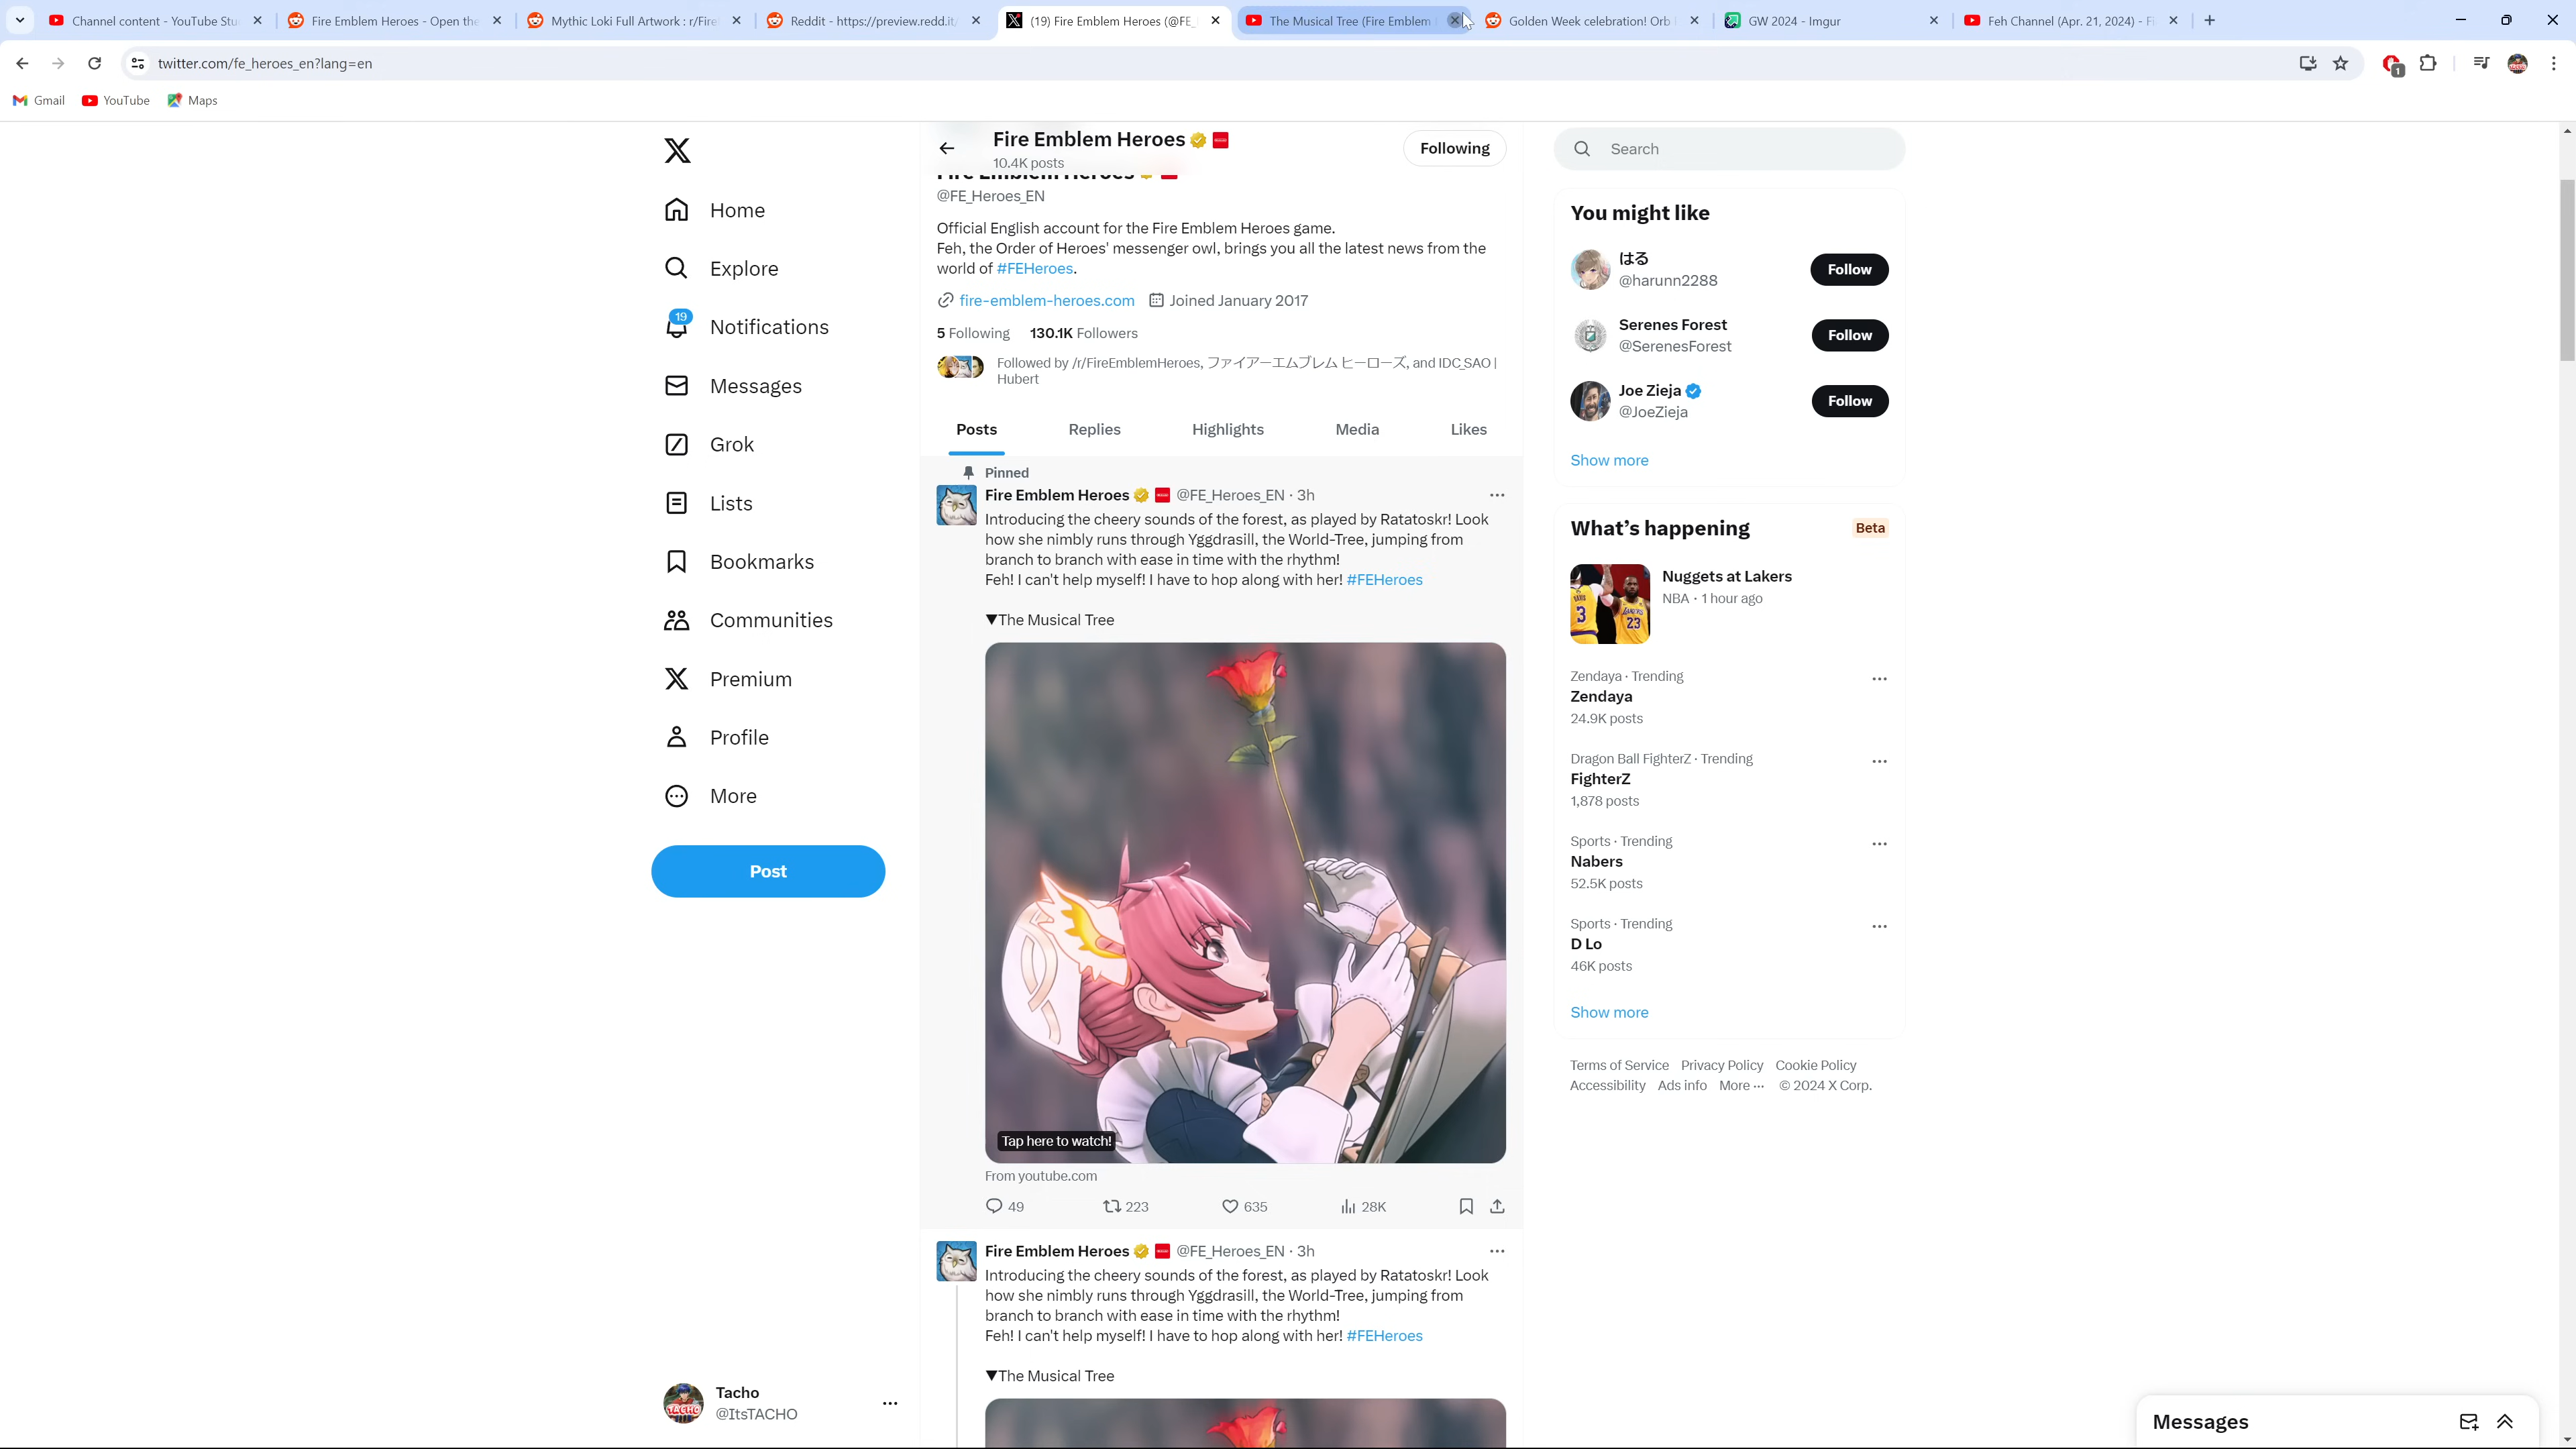 Channel content - YouTube Stu
Fire Emblem Heroes - Open the
Mythic Loki Full Artwork : r/Fire
Reddit - https://preview.redd.it/
(19) Fire Emblem Heroes (@FE_
The Musical Tree (Fire Emblem
Golden Week celebration! Orb
GW 2024 - Imgur
Feh Channel (Apr. 21, 2024) - Fi
twitter.com/fe_heroes_en?lang=en
1
Gmail
YouTube
Maps
Home
Explore
19
Notifications
Messages
Grok
Lists
Bookmarks
Communities
Premium
Profile
More
Post
Tacho
@ItsTACHO
Fire Emblem Heroes
10.4K posts
Following
Fire Emblem Heroes
@FE_Heroes_EN
Official English account for the Fire Emblem Heroes game.
Feh, the Order of Heroes' messenger owl, brings you all the latest news from the
world of #FEHeroes.
fire-emblem-heroes.com Joined January 2017
5 Following 130.1K Followers
Followed by /r/FireEmblemHeroes, ファイアーエムブレム ヒーローズ, and IDC_SAO |
Hubert
Posts
Replies
Highlights
Media
Likes
Pinned
Fire Emblem Heroes @FE_Heroes_EN · 3h
Introducing the cheery sounds of the forest, as played by Ratatoskr! Look
how she nimbly runs through Yggdrasill, the World-Tree, jumping from
branch to branch with ease in time with the rhythm!
Feh! I can't help myself! I have to hop along with her! #FEHeroes
▼The Musical Tree
Tap here to watch!
From youtube.com
49
223
635
28K
Fire Emblem Heroes @FE_Heroes_EN · 3h
Introducing the cheery sounds of the forest, as played by Ratatoskr! Look
how she nimbly runs through Yggdrasill, the World-Tree, jumping from
branch to branch with ease in time with the rhythm!
Feh! I can't help myself! I have to hop along with her! #FEHeroes
▼The Musical Tree
Search
You might like
はる
@harunn2288
Follow
Serenes Forest
@SerenesForest
Follow
Joe Zieja
@JoeZieja
Follow
Show more
What's happening
Beta
Nuggets at Lakers
NBA · 1 hour ago
3
23
Zendaya · Trending
Zendaya
24.9K posts
Dragon Ball FighterZ · Trending
FighterZ
1,878 posts
Sports · Trending
Nabers
52.5K posts
Sports · Trending
D Lo
46K posts
Show more
Terms of Service Privacy Policy Cookie Policy
Accessibility Ads info More ··· © 2024 X Corp.
Messages